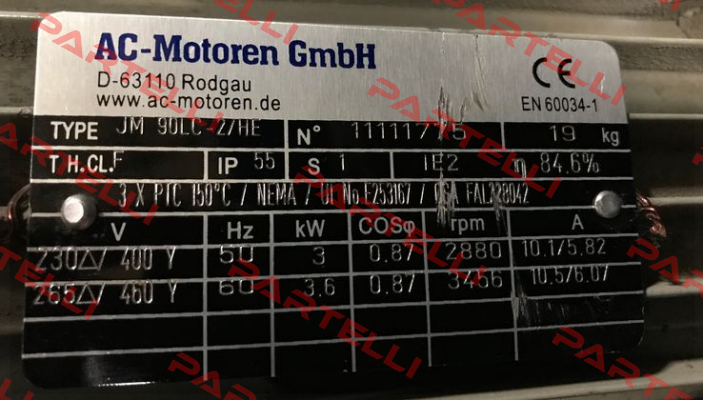 AC-Motoren GmbH
D-63110 Rodgau
www.ac-motoren.de
CE
EN 60034-1
TYPE JM 90LC-2/HE N° 11111775 19 kg
T.H.CL.F IP 55 S 1 IE2 η 84.6%
3 X PTC 150°C / NEMA / UL No E253167 / CSA
V Hz kW COSφ rpm A
230△/ 400 Y 50 3 0.87 2880 10.1/5.82
265△/ 460 Y 60 3.6 0.87 3456 10.5/6.07
PARTELLI